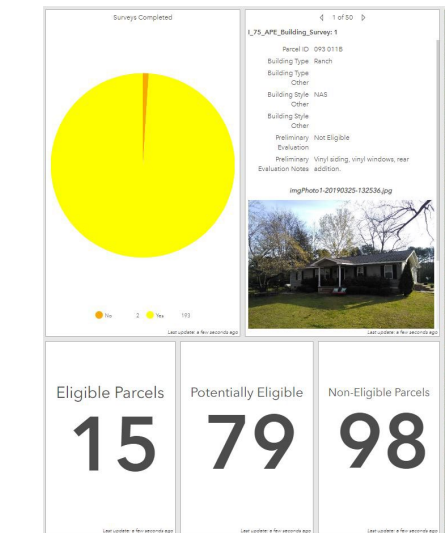 Surveys Completed
No 2 Yes 193
Last update: a few seconds ago
1 of 50
I_75_APE_Building_Survey: 1
Parcel ID 093 011B
Building Type Ranch
Building Type
Other
Building Style NAS
Other
Building Style
Other
Preliminary Not Eligible
Evaluation
Preliminary Vinyl siding, vinyl windows, rear
Evaluation Notes addition.
imgPhoto1-20190325-132536.jpg
Last update: a few seconds ago
Eligible Parcels
15
Last update: a few seconds ago
Potentially Eligible
79
Last update: a few seconds ago
Non-Eligible Parcels
98
Last update: a few seconds ago